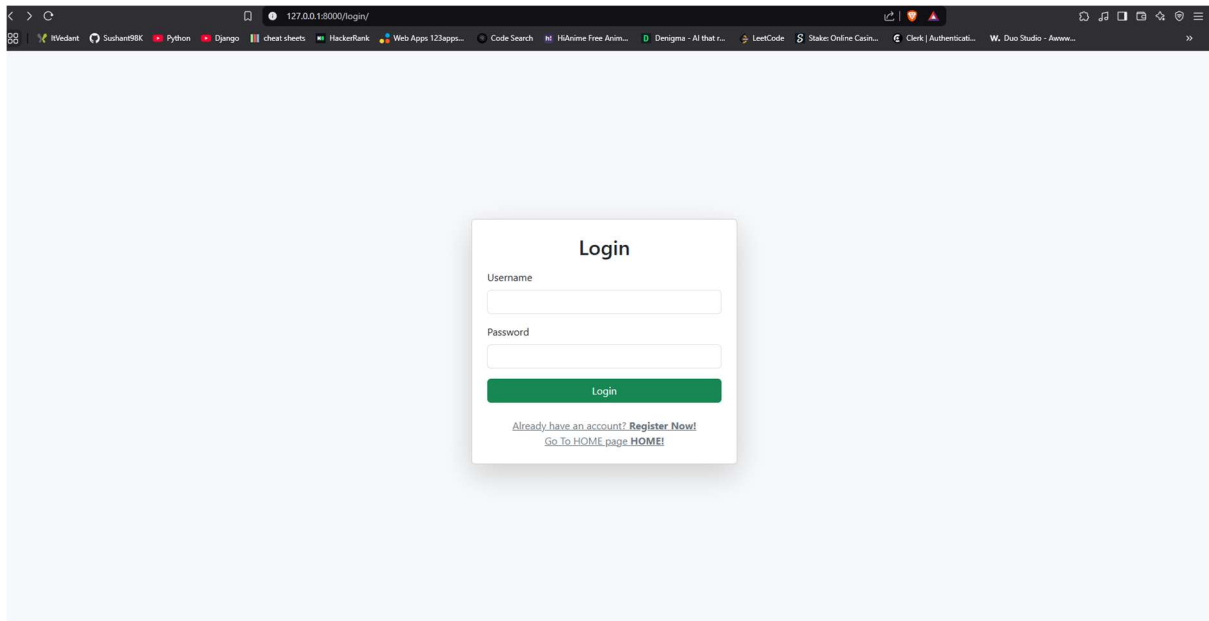 127.0.0.1:8000/login/
ItVedant Sushant98K Python Django cheat sheets HackerRank Web Apps 123apps... Code Search HiAnime Free Anim... Denigma - AI that r... LeetCode Stake: Online Casin... Clerk | Authenticati... W. Duo Studio - Awww... »
Login
Username
Password
Login
Already have an account? Register Now!
Go To HOME page HOME!